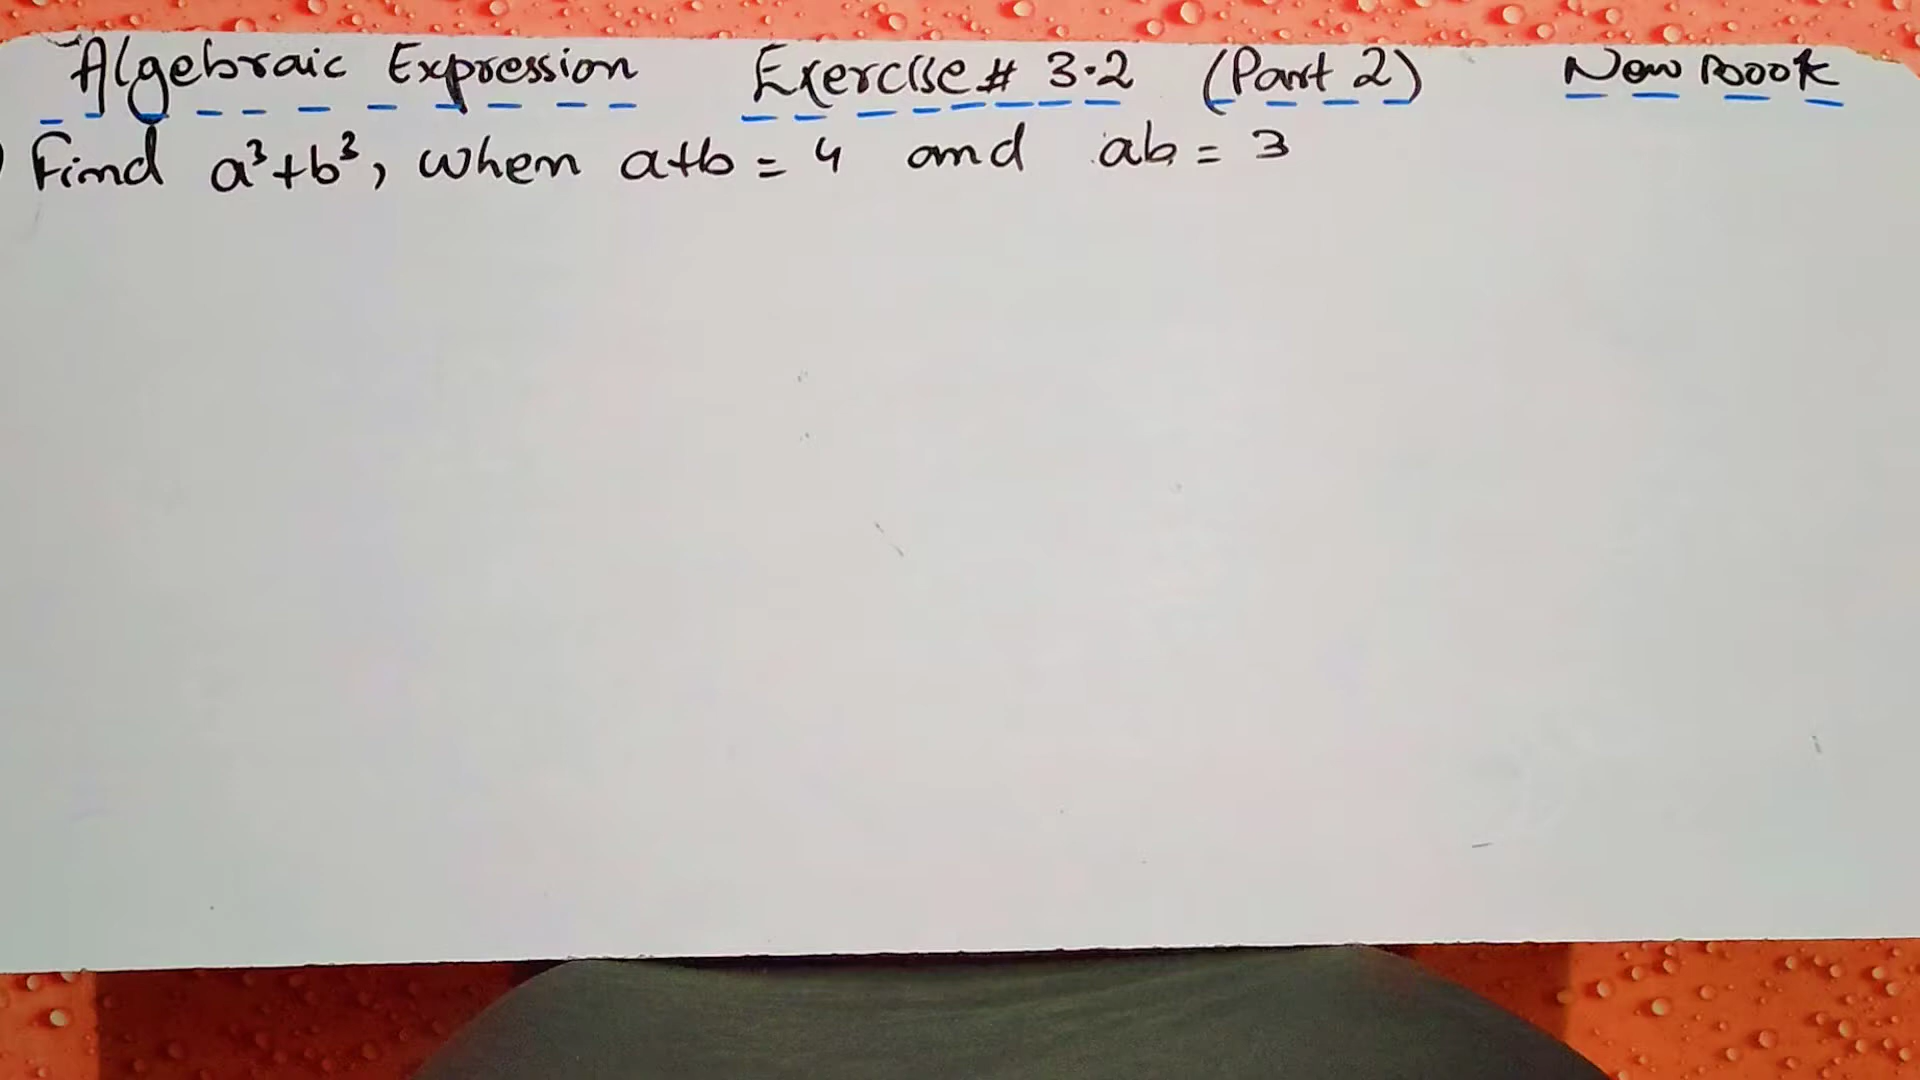 Algebraic Expression Exercise # 3.2 (Part 2) New Book
) Find a³+b³, when a+b = 4 and ab = 3